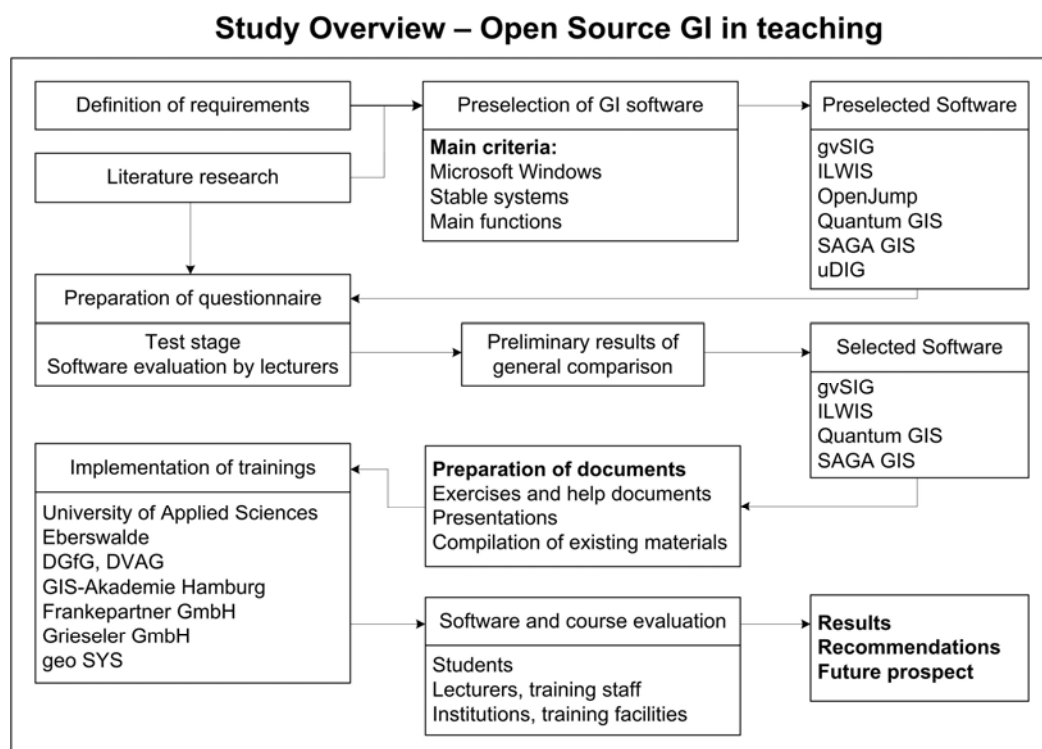 Study Overview – Open Source GI in teaching
Definition of requirements
Literature research
Preselection of GI software
Main criteria:
Microsoft Windows
Stable systems
Main functions
Preselected Software
gvSIG
ILWIS
OpenJump
Quantum GIS
SAGA GIS
uDIG
Preparation of questionnaire
Test stage
Software evaluation by lecturers
Preliminary results of
general comparison
Selected Software
gvSIG
ILWIS
Quantum GIS
SAGA GIS
Preparation of documents
Exercises and help documents
Presentations
Compilation of existing materials
Implementation of trainings
University of Applied Sciences
Eberswalde
DGfG, DVAG
GIS-Akademie Hamburg
Frankepartner GmbH
Grieseler GmbH
geo SYS
Software and course evaluation
Students
Lecturers, training staff
Institutions, training facilities
Results
Recommendations
Future prospect